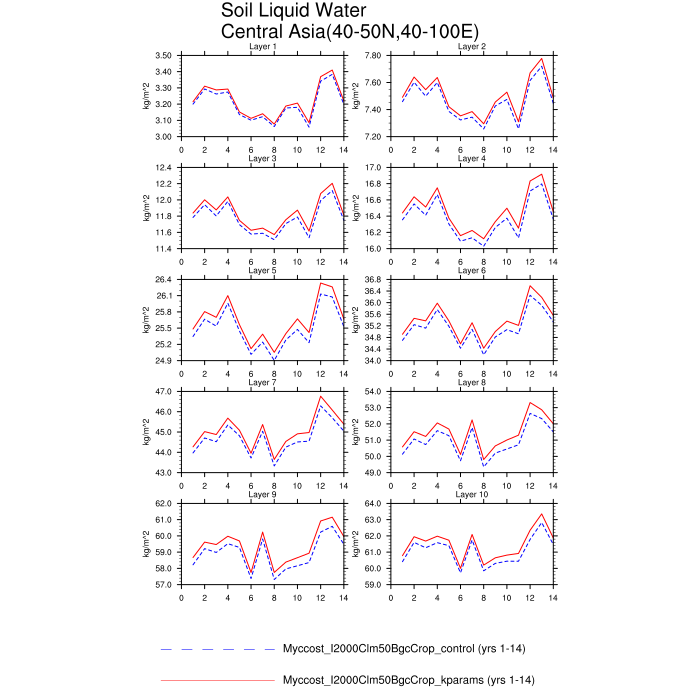 Soil Liquid Water
Central Asia(40-50N,40-100E)
Layer 1
3.50
3.40
3.30
3.20
3.10
3.00
kg/m^2
0 2 4 6 8 10 12 14
Layer 2
7.80
7.60
7.40
7.20
kg/m^2
0 2 4 6 8 10 12 14
Layer 3
12.4
12.2
12.0
11.8
11.6
11.4
kg/m^2
0 2 4 6 8 10 12 14
Layer 4
17.0
16.8
16.6
16.4
16.2
16.0
kg/m^2
0 2 4 6 8 10 12 14
Layer 5
26.4
26.1
25.8
25.5
25.2
24.9
kg/m^2
0 2 4 6 8 10 12 14
Layer 6
36.8
36.4
36.0
35.6
35.2
34.8
34.4
34.0
kg/m^2
0 2 4 6 8 10 12 14
Layer 7
47.0
46.0
45.0
44.0
43.0
kg/m^2
0 2 4 6 8 10 12 14
Layer 8
54.0
53.0
52.0
51.0
50.0
49.0
kg/m^2
0 2 4 6 8 10 12 14
Layer 9
62.0
61.0
60.0
59.0
58.0
57.0
kg/m^2
0 2 4 6 8 10 12 14
Layer 10
64.0
63.0
62.0
61.0
60.0
59.0
kg/m^2
0 2 4 6 8 10 12 14
Myccost_I2000Clm50BgcCrop_control (yrs 1-14)
Myccost_I2000Clm50BgcCrop_kparams (yrs 1-14)